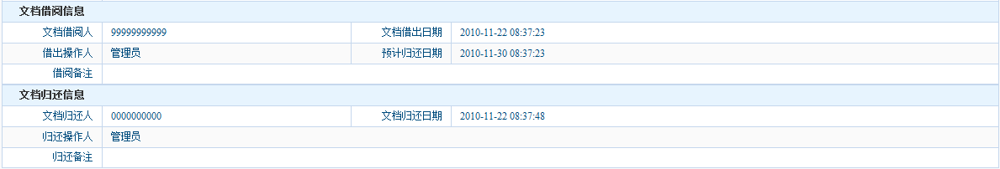 文档借阅信息
文档借阅人 99999999999 文档借出日期 2010-11-22 08:37:23
借出操作人 管理员 预计归还日期 2010-11-30 08:37:23
借阅备注
文档归还信息
文档归还人 0000000000 文档归还日期 2010-11-22 08:37:48
归还操作人 管理员
归还备注